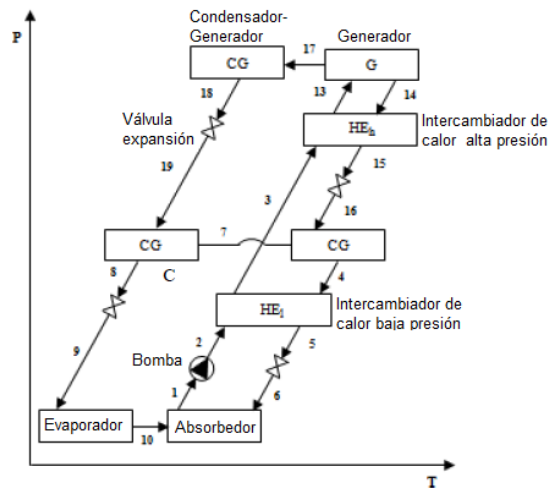 Condensador-
Generador
Generador
P
17
CG
G
18
13
14
Válvula
expansión
HEh
Intercambiador de
calor alta presión
15
19
3
16
7
CG
CG
8
C
4
HEl
Intercambiador de
calor baja presión
2
5
Bomba
9
1
6
Evaporador
10
Absorbedor
T